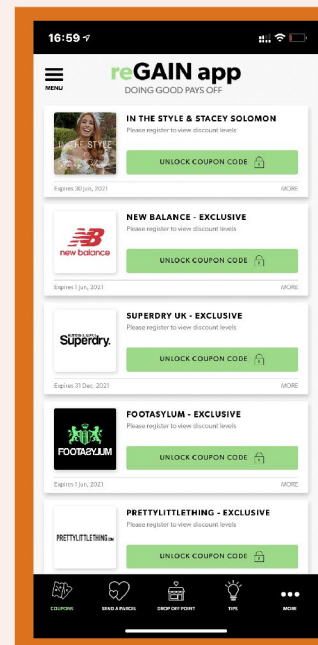 16:59
MENU
reGAIN app
DOING GOOD PAYS OFF
IN THE STYLE
IN THE STYLE & STACEY SOLOMON
Please register to view discount levels
UNLOCK COUPON CODE
Expires 30 Jun, 2021
MORE
new balance
NEW BALANCE - EXCLUSIVE
Please register to view discount levels
UNLOCK COUPON CODE
Expires 1 Jun, 2021
MORE
Superdry.
SUPERDRY UK - EXCLUSIVE
Please register to view discount levels
UNLOCK COUPON CODE
Expires 31 Dec, 2021
MORE
FOOTASYLUM
FOOTASYLUM - EXCLUSIVE
Please register to view discount levels
UNLOCK COUPON CODE
Expires 1 Jun, 2021
MORE
PRETTYLITTLETHING
PRETTYLITTLETHING - EXCLUSIVE
Please register to view discount levels
UNLOCK COUPON CODE
COUPONS
SEND A PARCEL
DROP OFF POINT
TIPS
MORE